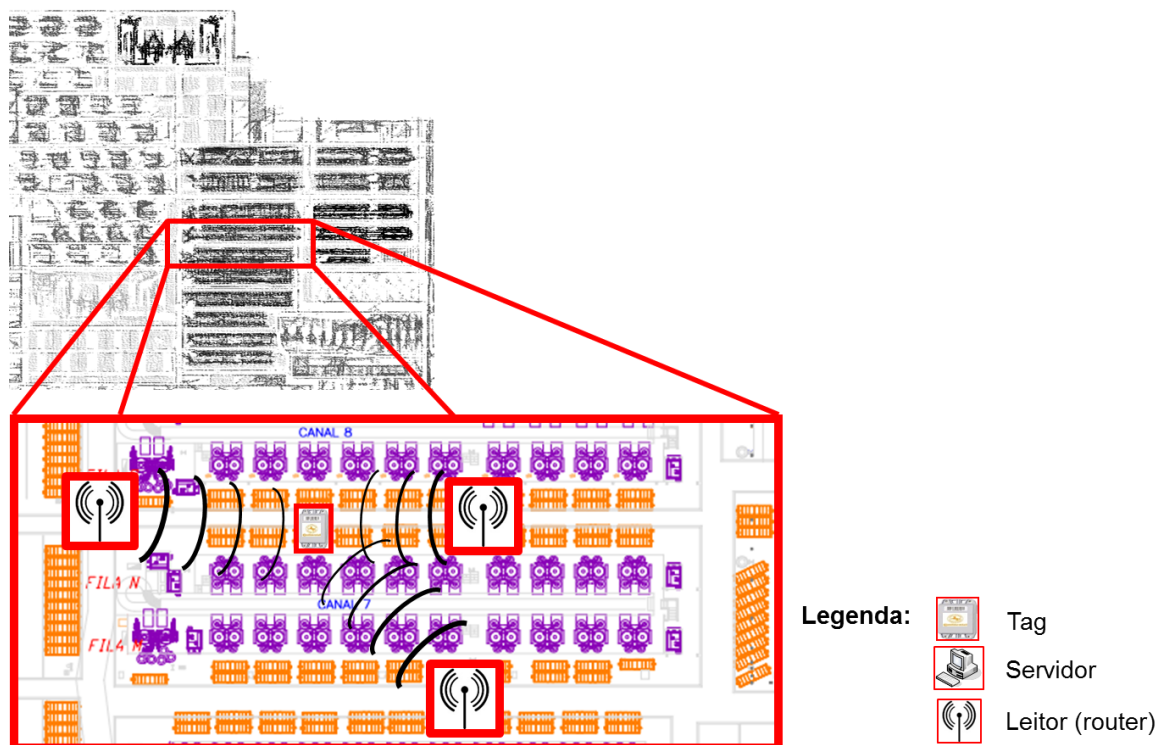 CANAL 8
FILA N
CANAL 7
FILA M
Legenda:
Tag
Servidor
Leitor (router)